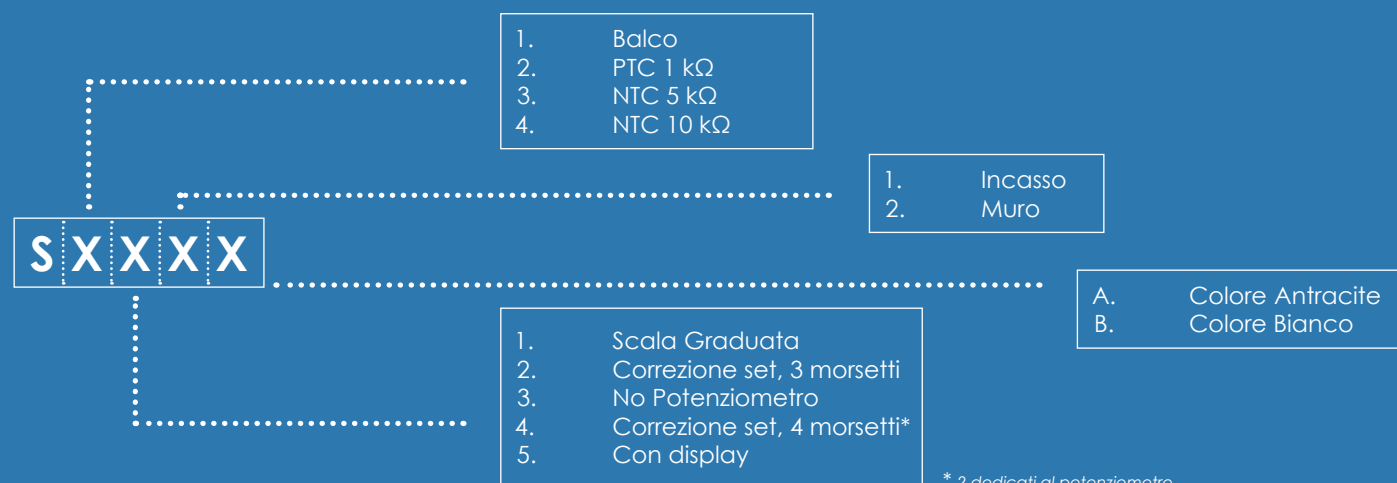 1. Balco
2. PTC 1 kΩ
3. NTC 5 kΩ
4. NTC 10 kΩ
1. Incasso
2. Muro
S X X X X
A. Colore Antracite
B. Colore Bianco
1. Scala Graduata
2. Correzione set, 3 morsetti
3. No Potenziometro
4. Correzione set, 4 morsetti*
5. Con display
* 2 dedicati al potenziometro